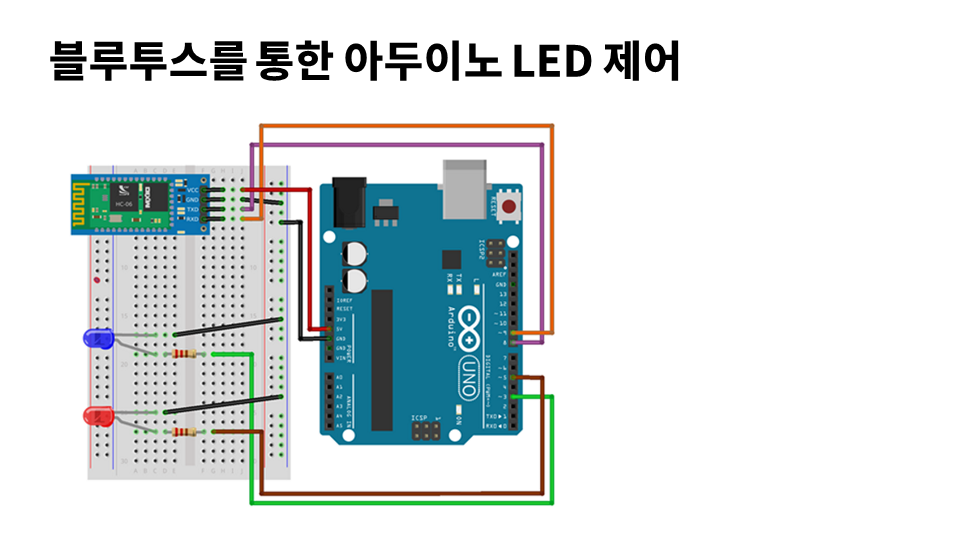 블루투스를 통한 아두이노 LED 제어
VCC
GND
TXD
RXD
HC-06
RESET
ICSP2
AREF
GND
13
12
~11
~10
~9
8
7
~6
~5
4
~3
2
TXD▶1
RXD◀0
DIGITAL (PWM=~)
TX
RX
L
ON
Arduino™
UNO
ICSP
IOREF
RESET
3V3
5V
GND
GND
VIN
POWER
A0
A1
A2
A3
A4
A5
ANALOG IN